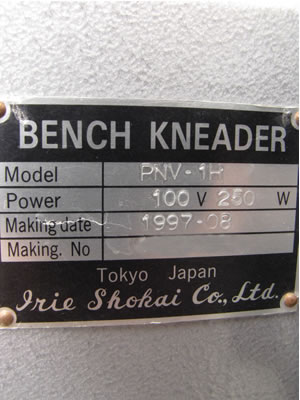 BENCH KNEADER
Model PNV-1H
Power 100 V 250 W
Making date 1997-08
Making. No
Tokyo Japan
Irie Shokai Co., Ltd.